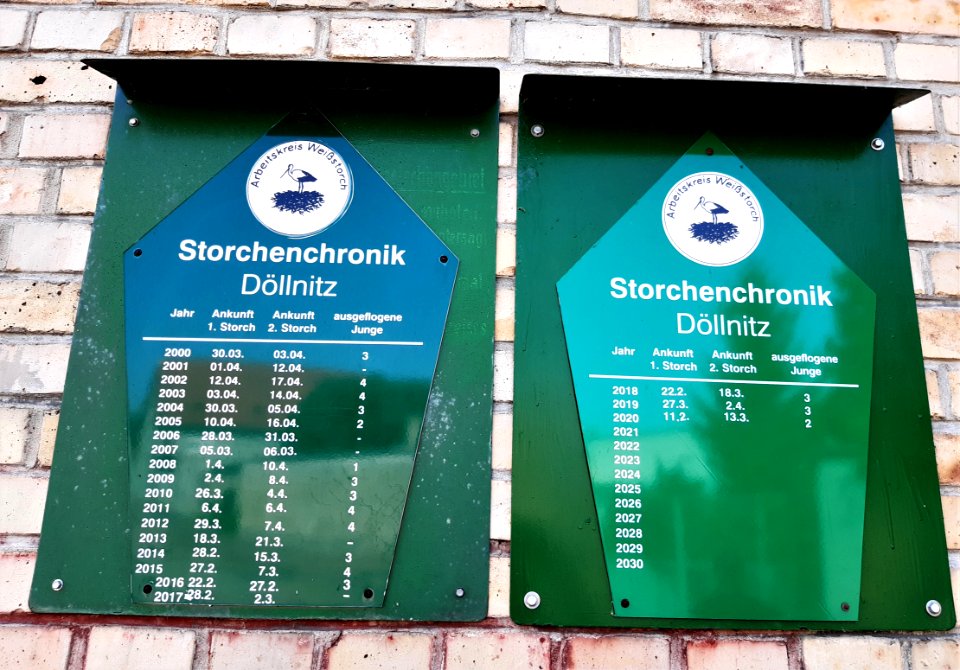 Arbeitskreis Weißstorch
Storchenchronik
Döllnitz
Jahr Ankunft Ankunft ausgeflogene
1. Storch 2. Storch Junge
2000 30.03. 03.04. 3
2001 01.04. 12.04. -
2002 12.04. 17.04. 4
2003 03.04. 14.04. 4
2004 30.03. 05.04. 3
2005 10.04. 16.04. 2
2006 28.03. 31.03. -
2007 05.03. 06.03. -
2008 1.4. 10.4. 1
2009 2.4. 8.4. 3
2010 26.3. 4.4. 3
2011 6.4. 6.4. 4
2012 29.3. 7.4. 4
2013 18.3. 21.3. -
2014 28.2. 15.3. 3
2015 27.2. 7.3. 4
2016 22.2. 27.2. 3
2017 28.2. 2.3. -
Arbeitskreis Weißstorch
Storchenchronik
Döllnitz
Jahr Ankunft Ankunft ausgeflogene
1. Storch 2. Storch Junge
2018 22.2. 18.3. 3
2019 27.3. 2.4. 3
2020 11.2. 13.3. 2
2021
2022
2023
2024
2025
2026
2027
2028
2029
2030